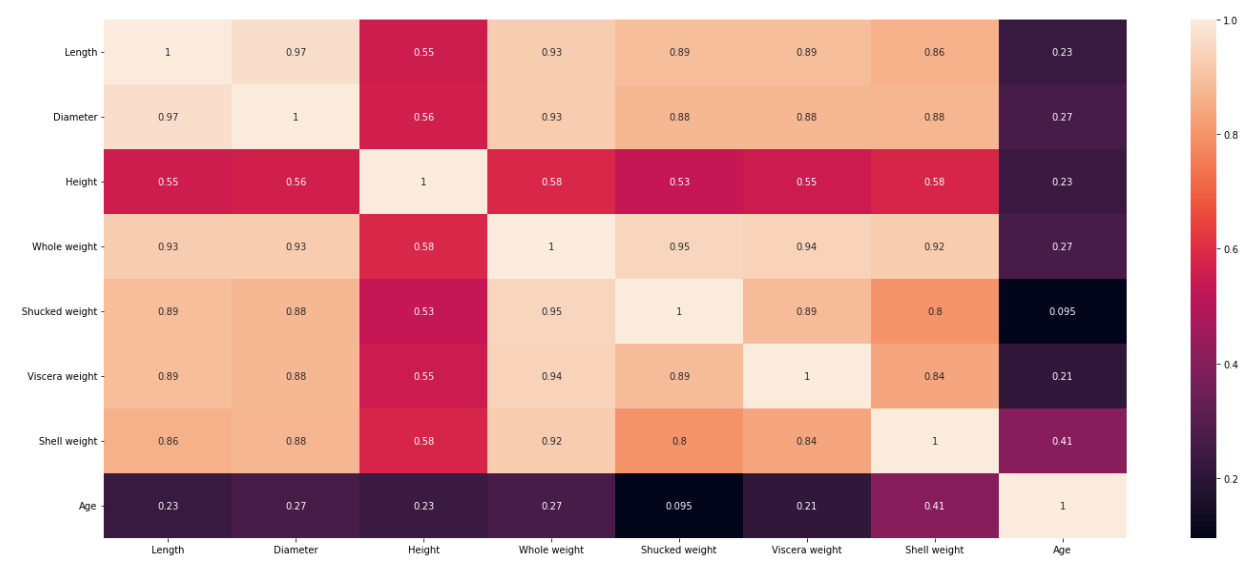 Length 1 0.97 0.55 0.93 0.89 0.89 0.86 0.23
Diameter 0.97 1 0.56 0.93 0.88 0.88 0.88 0.27
Height 0.55 0.56 1 0.58 0.53 0.55 0.58 0.23
Whole weight 0.93 0.93 0.58 1 0.95 0.94 0.92 0.27
Shucked weight 0.89 0.88 0.53 0.95 1 0.89 0.8 0.095
Viscera weight 0.89 0.88 0.55 0.94 0.89 1 0.84 0.21
Shell weight 0.86 0.88 0.58 0.92 0.8 0.84 1 0.41
Age 0.23 0.27 0.23 0.27 0.095 0.21 0.41 1
Length Diameter Height Whole weight Shucked weight Viscera weight Shell weight Age
1.0
0.8
0.6
0.4
0.2